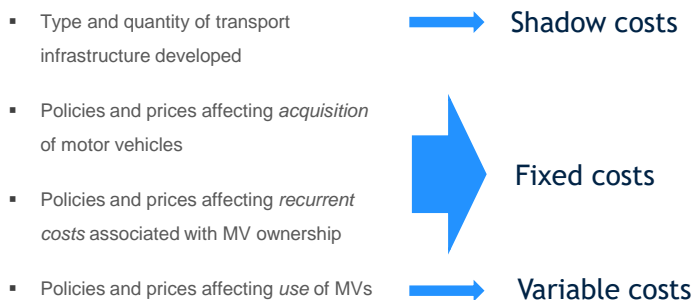 ▪ Type and quantity of transport
infrastructure developed
Shadow costs
▪ Policies and prices affecting acquisition
of motor vehicles
▪ Policies and prices affecting recurrent
costs associated with MV ownership
Fixed costs
▪ Policies and prices affecting use of MVs
Variable costs